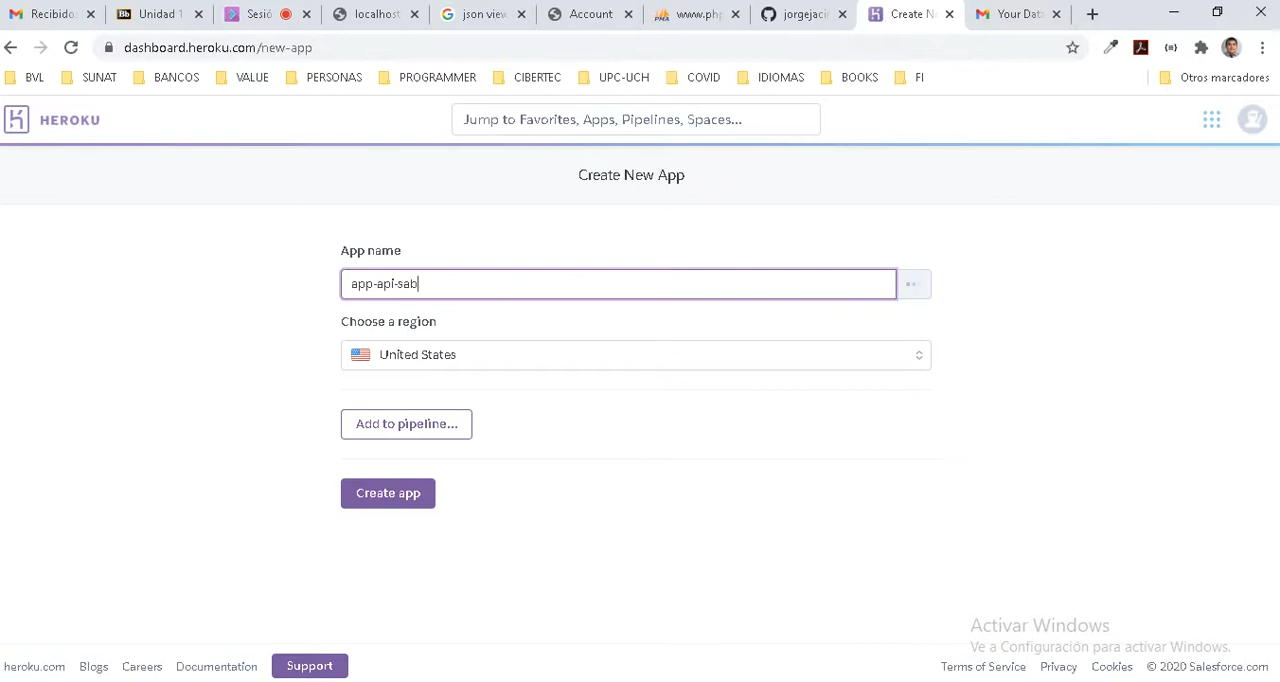 Recibido: Unidad 1 Sesió localhost json view Account www.php jorgejacir Create N Your Data
dashboard.heroku.com/new-app
BVL SUNAT BANCOS VALUE PERSONAS PROGRAMMER CIBERTEC UPC-UCH COVID IDIOMAS BOOKS FI Otros marcadores
HEROKU Jump to Favorites, Apps, Pipelines, Spaces...
Create New App
App name
app-api-sab
Choose a region
United States
Add to pipeline...
Create app
Activar Windows
Ve a Configuración para activar Windows.
heroku.com Blogs Careers Documentation Support Terms of Service Privacy Cookies © 2020 Salesforce.com